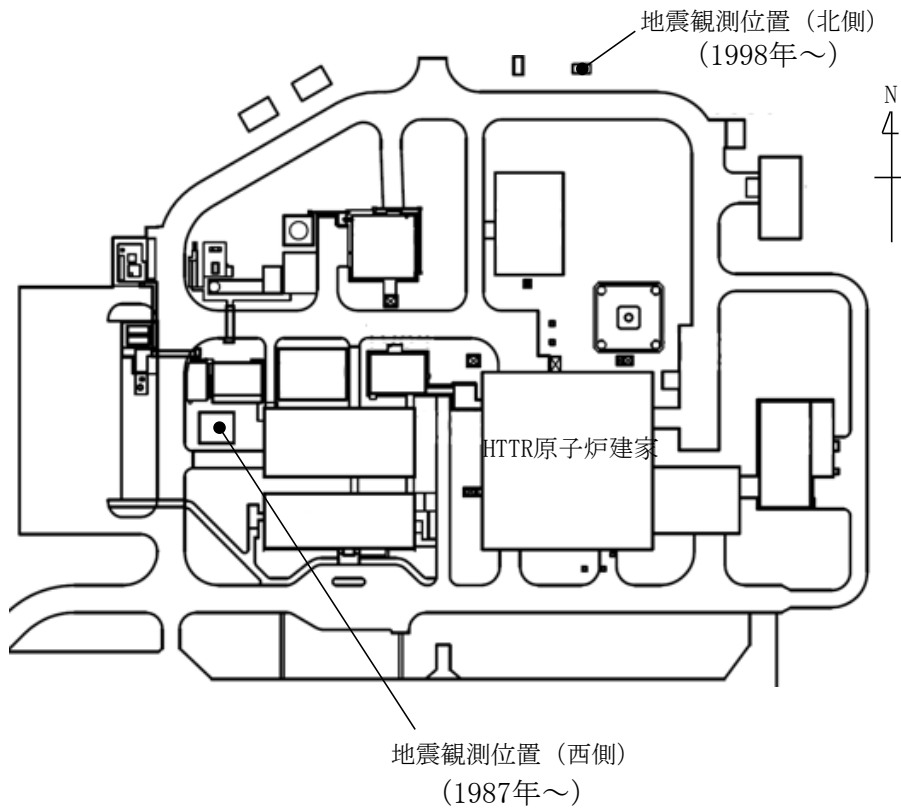 地震観測位置（北側）
（1998年～）
N
HTTR原子炉建家
地震観測位置（西側）
（1987年～）